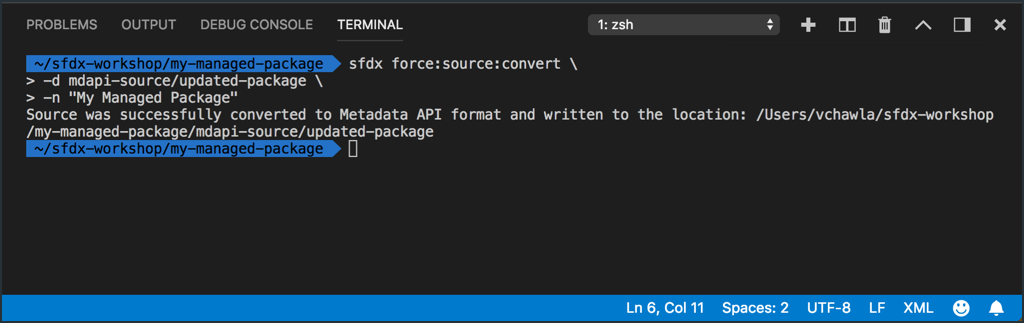 PROBLEMS OUTPUT DEBUG CONSOLE TERMINAL 1: zsh
~/sfdx-workshop/my-managed-package sfdx force:source:convert \
> -d mdapi-source/updated-package \
> -n "My Managed Package"
Source was successfully converted to Metadata API format and written to the location: /Users/vchawla/sfdx-workshop
/my-managed-package/mdapi-source/updated-package
~/sfdx-workshop/my-managed-package
Ln 6, Col 11 Spaces: 2 UTF-8 LF XML